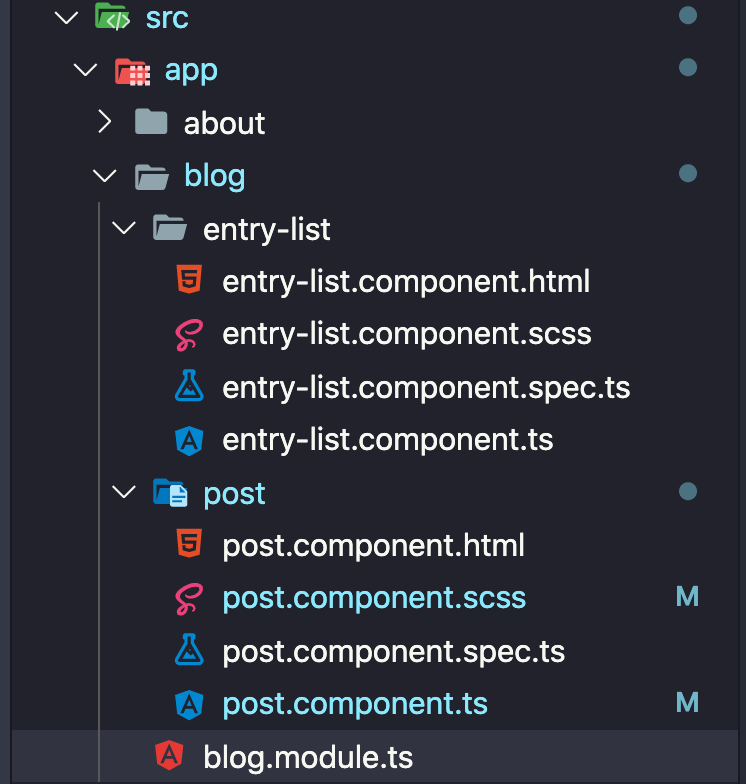 src
app
about
blog
entry-list
entry-list.component.html
entry-list.component.scss
entry-list.component.spec.ts
entry-list.component.ts
post
post.component.html
post.component.scss M
post.component.spec.ts
post.component.ts M
blog.module.ts